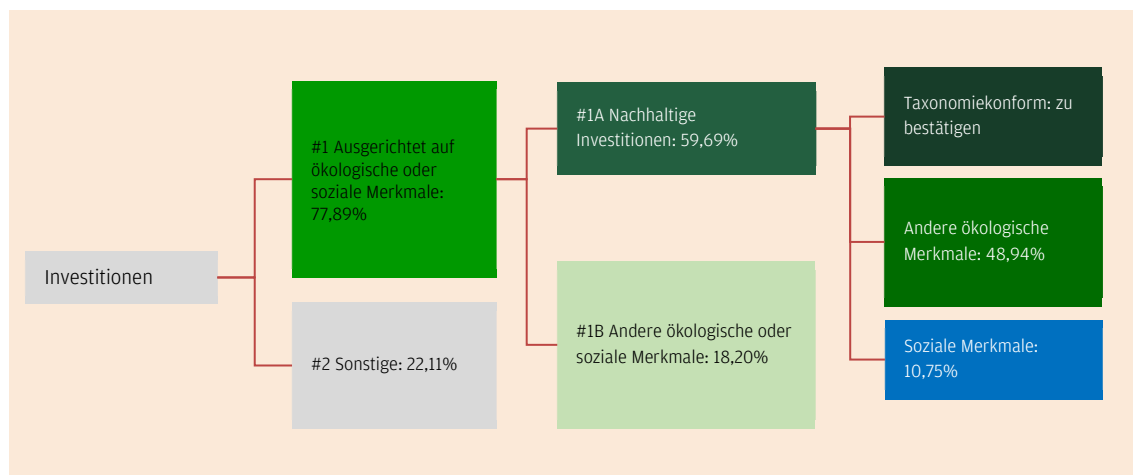 Investitionen
#1 Ausgerichtet auf
ökologische oder
soziale Merkmale:
77,89%
#2 Sonstige: 22,11%
#1A Nachhaltige
Investitionen: 59,69%
#1B Andere ökologische oder
soziale Merkmale: 18,20%
Taxonomiekonform: zu
bestätigen
Andere ökologische
Merkmale: 48,94%
Soziale Merkmale:
10,75%